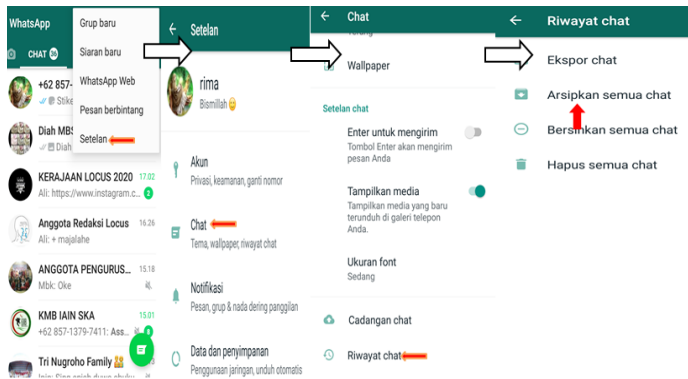 WhatsApp
CHAT 36
+62 857-
Stike
Diah MBS
Diah
KERAJAAN LOCUS 2020 17.02
Ali: https://www.instagram.c... 2
Anggota Redaksi Locus 16.26
Ali: + majalahe
ANGGOTA PENGURUS... 15.18
Mbk: Oke
KMB IAIN SKA 15.01
+62 857-1379-7411: Ass...
Tri Nugroho Family
Grup baru
Siaran baru
WhatsApp Web
Pesan berbintang
Setelan
Setelan
rima
Bismillah
Akun
Privasi, keamanan, ganti nomor
Chat
Tema, wallpaper, riwayat chat
Notifikasi
Pesan, grup & nada dering panggilan
Data dan penyimpanan
Penggunaan jaringan, unduh otomatis
Chat
Wallpaper
Setelan chat
Enter untuk mengirim
Tombol Enter akan mengirim
pesan Anda
Tampilkan media
Tampilkan media yang baru
terunduh di galeri telepon
Anda.
Ukuran font
Sedang
Cadangan chat
Riwayat chat
Riwayat chat
Ekspor chat
Arsipkan semua chat
Bersihkan semua chat
Hapus semua chat